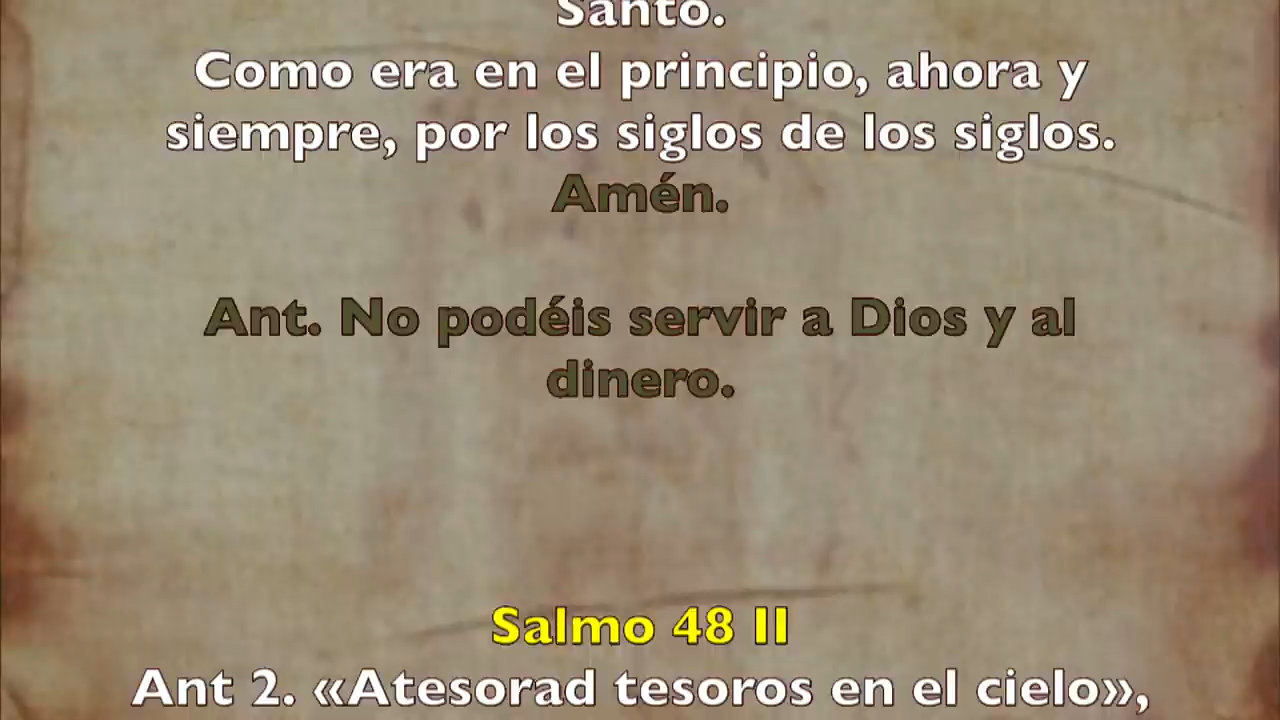 Santo.
Como era en el principio, ahora y
siempre, por los siglos de los siglos.
Amén.
Ant. No podéis servir a Dios y al
dinero.
Salmo 48 II
Ant 2. «Atesorad tesoros en el cielo»,